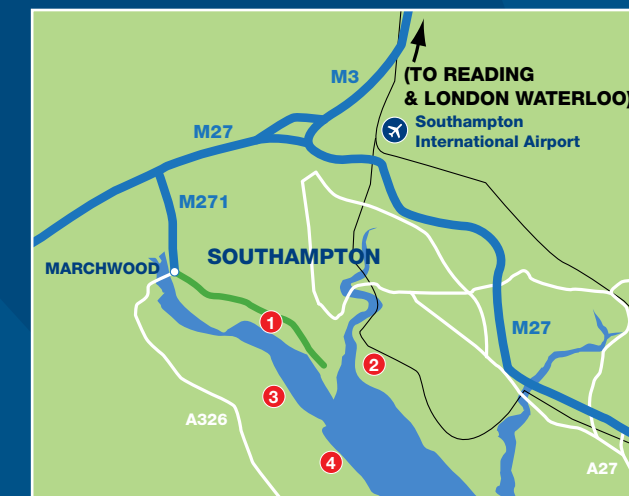 M3
(TO READING
& LONDON WATERLOO)
Southampton
International Airport
M27
M271
SOUTHAMPTON
MARCHWOOD
1
M27
2
3
A326
4
A27